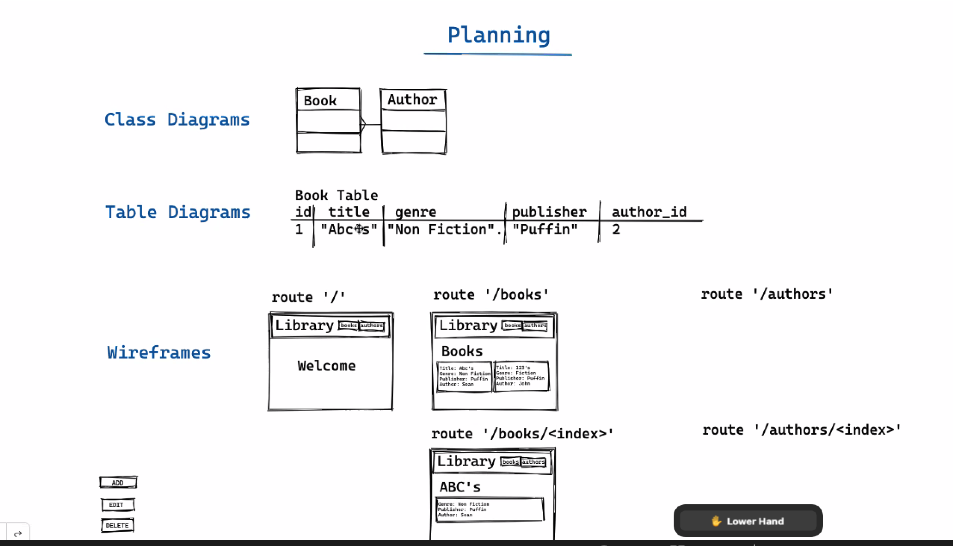 Planning
Class Diagrams
Book
Author
Table Diagrams
Book Table
id title genre publisher author_id
1 "Abc's" "Non Fiction". "Puffin" 2
Wireframes
route '/'
Library books authors
Welcome
route '/books'
Library books authors
Books
Title: Abc's
Genre: Non Fiction
Publisher: Puffin
Author: Sean
Title: 123's
Genre: Fiction
Publisher: Puffin
Author: John
route '/authors'
route '/books/<index>'
Library books authors
ABC's
Genre: Non Fiction
Publisher: Puffin
Author: Sean
route '/authors/<index>'
ADD
EDIT
DELETE
Lower Hand